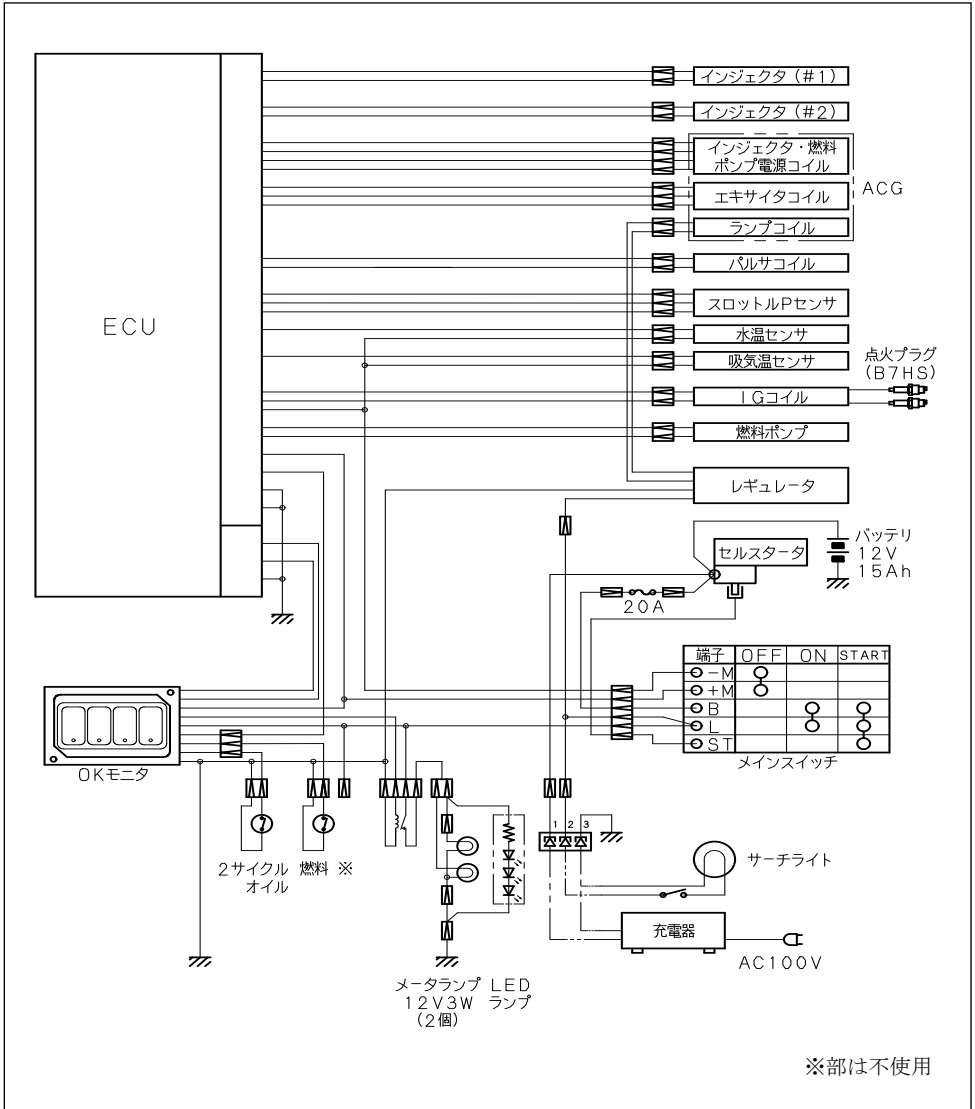 インジェクタ (#1)
インジェクタ (#2)
インジェクタ・燃料
ポンプ電源コイル
エキサイタコイル
ACG
ランプコイル
パルサコイル
ECU
スロットルPセンサ
水温センサ
吸気温センサ
点火プラグ
(B7HS)
IGコイル
燃料ポンプ
レギュレータ
セルスタータ
バッテリ
12V
15Ah
20A
端子 OFF ON START
-M
+M
B
L
ST
メインスイッチ
OKモニタ
1 2 3
2サイクル
オイル
燃料 ※
サーチライト
充電器
AC100V
メータランプ
12V3W
(2個)
LED
ランプ
※部は不使用